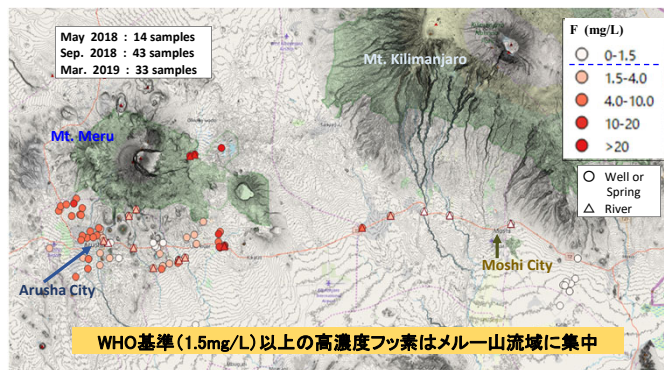 May 2018 : 14 samples
Sep. 2018 : 43 samples
Mar. 2019 : 33 samples
F (mg/L)
0-1.5
1.5-4.0
4.0-10.0
10-20
>20
Well or
Spring
River
Mt. Kilimanjaro
Mt. Meru
Arusha City
Moshi City
WHO基準(1.5mg/L)以上の高濃度フッ素はメルー山流域に集中